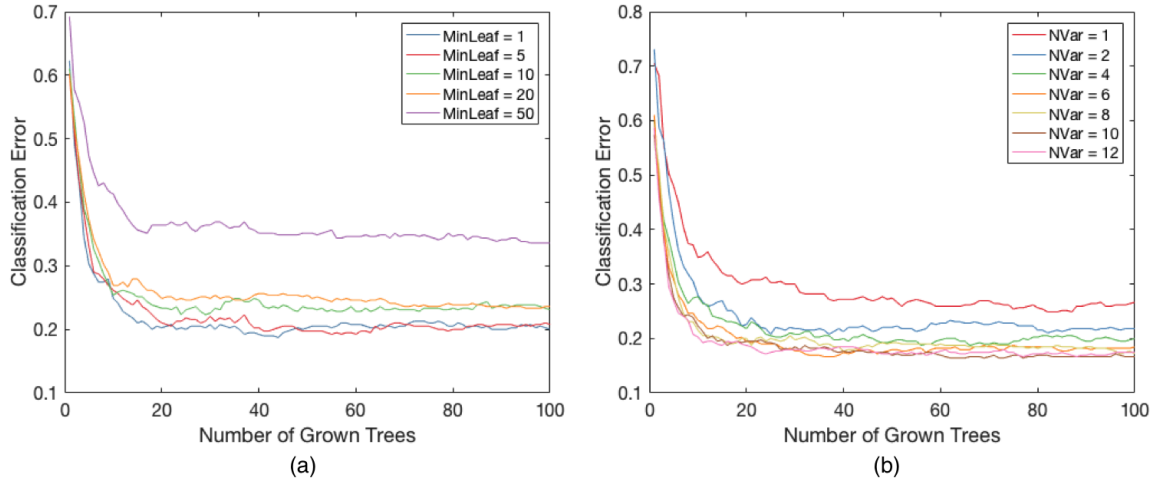 0.7
0.6
0.5
0.4
0.3
0.2
0.1
Classification Error
MinLeaf = 1
MinLeaf = 5
MinLeaf = 10
MinLeaf = 20
MinLeaf = 50
0 20 40 60 80 100
Number of Grown Trees
(a)
0.8
0.7
0.6
0.5
0.4
0.3
0.2
0.1
Classification Error
NVar = 1
NVar = 2
NVar = 4
NVar = 6
NVar = 8
NVar = 10
NVar = 12
0 20 40 60 80 100
Number of Grown Trees
(b)